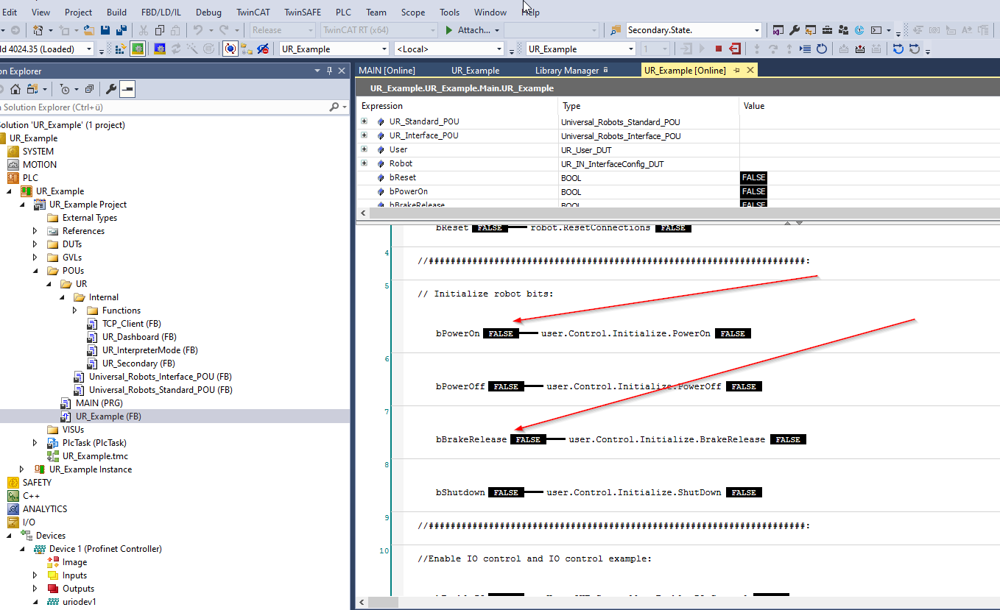 Edit View Project Build FBD/LD/IL Debug TwinCAT TwinSAFE PLC Team Scope Tools Window Help
Release TwinCAT RT (x64) Attach... Secondary.State.
ld 4024.35 (Loaded) UR_Example <Local> UR_Example 1
on Explorer
Solution Explorer (Ctrl+ü)
olution 'UR_Example' (1 project)
UR_Example
SYSTEM
MOTION
PLC
UR_Example
UR_Example Project
External Types
References
DUTs
GVLs
POUs
UR
Internal
Functions
TCP_Client (FB)
UR_Dashboard (FB)
UR_InterpreterMode (FB)
UR_Secondary (FB)
Universal_Robots_Interface_POU (FB)
Universal_Robots_Standard_POU (FB)
MAIN (PRG)
UR_Example (FB)
VISUs
PlcTask (PlcTask)
UR_Example.tmc
UR_Example Instance
SAFETY
C++
ANALYTICS
I/O
Devices
Device 1 (Profinet Controller)
Image
Inputs
Outputs
uriodev1
MAIN [Online] UR_Example Library Manager UR_Example [Online]
UR_Example.UR_Example.Main.UR_Example
Expression Type Value
UR_Standard_POU Universal_Robots_Standard_POU
UR_Interface_POU Universal_Robots_Interface_POU
User UR_User_DUT
Robot UR_IN_InterfaceConfig_DUT
bReset BOOL FALSE
bPowerOn BOOL FALSE
bBrakeRelease BOOL FALSE
bReset FALSE robot.ResetConnections FALSE
4
//#####################################################################:
5
// Initialize robot bits:
bPowerOn FALSE user.Control.Initialize.PowerOn FALSE
6
bPowerOff FALSE user.Control.Initialize.PowerOff FALSE
7
bBrakeRelease FALSE user.Control.Initialize.BrakeRelease FALSE
8
bShutdown FALSE user.Control.Initialize.ShutDown FALSE
9
//#####################################################################:
10
//Enable IO control and IO control example: